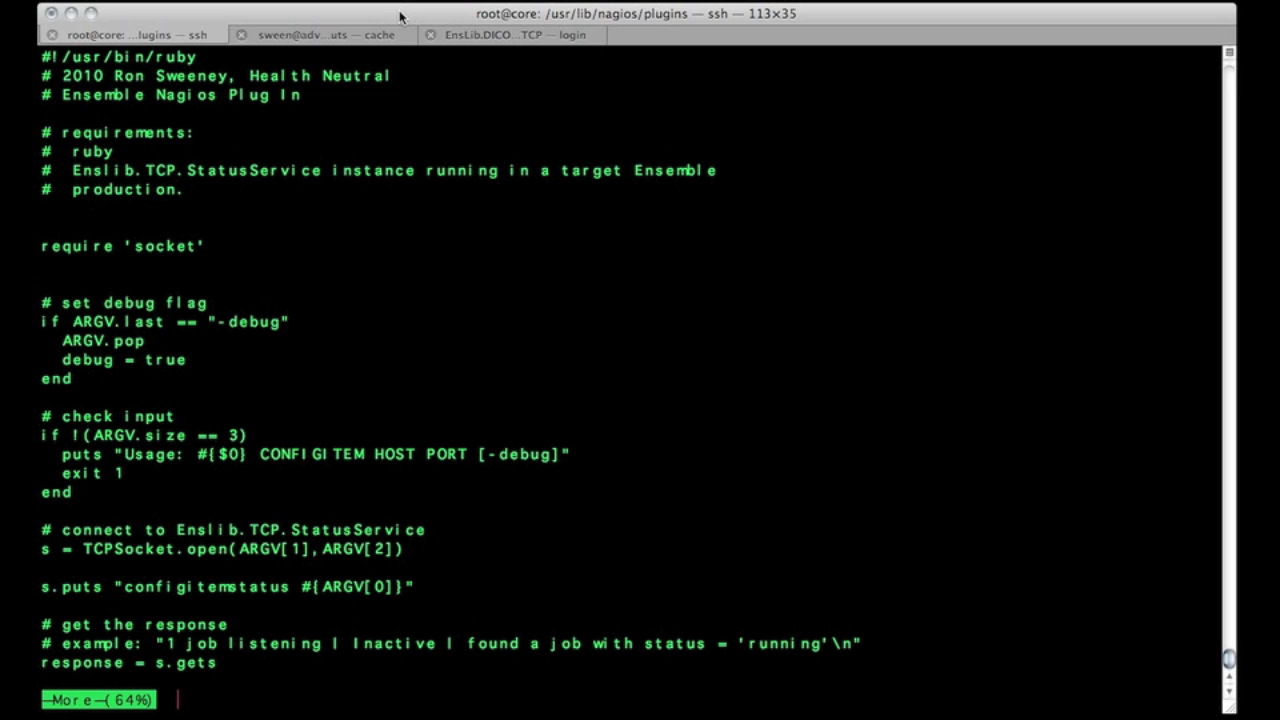 root@core: /usr/lib/nagios/plugins — ssh — 113×35
root@core: ...lugins — ssh
sween@adv...uts — cache
EnsLib.DICO...TCP — login
#!/usr/bin/ruby
# 2010 Ron Sweeney, Health Neutral
# Ensemble Nagios Plug In
# requirements:
#  ruby
#  Enslib.TCP.StatusService instance running in a target Ensemble
#  production.
require 'socket'
# set debug flag
if ARGV.last == "-debug"
  ARGV.pop
  debug = true
end
# check input
if !(ARGV.size == 3)
  puts "Usage: #{$0} CONFIGITEM HOST PORT [-debug]"
  exit 1
end
# connect to Enslib.TCP.StatusService
s = TCPSocket.open(ARGV[1],ARGV[2])
s.puts "configitemstatus #{ARGV[0]}"
# get the response
# example: "1 job listening | Inactive | found a job with status = 'running'\n"
response = s.gets
—More—(64%)